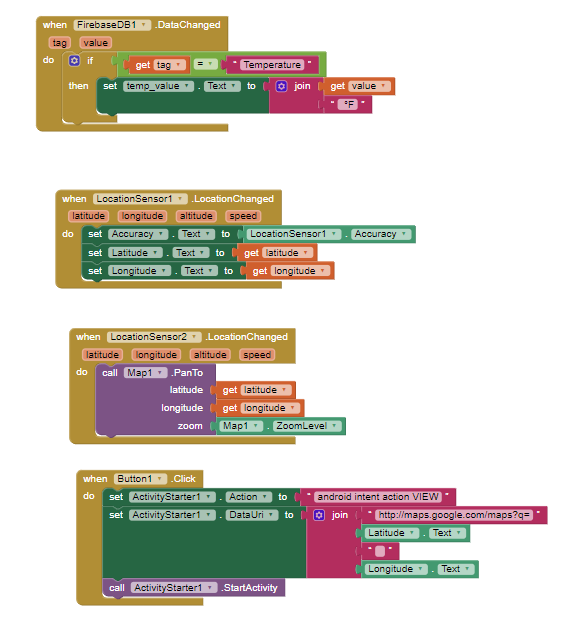 when FirebaseDB1 .DataChanged
tag value
do if get tag = " Temperature "
then set temp_value . Text to join get value
" °F "
when LocationSensor1 .LocationChanged
latitude longitude altitude speed
do set Accuracy . Text to LocationSensor1 . Accuracy
set Latitude . Text to get latitude
set Longitude . Text to get longitude
when LocationSensor2 .LocationChanged
latitude longitude altitude speed
do call Map1 .PanTo
latitude get latitude
longitude get longitude
zoom Map1 . ZoomLevel
when Button1 .Click
do set ActivityStarter1 . Action to " android intent action VIEW "
set ActivityStarter1 . DataUri to join " http://maps.google.com/maps?q= "
Latitude . Text
" "
Longitude . Text
call ActivityStarter1 .StartActivity